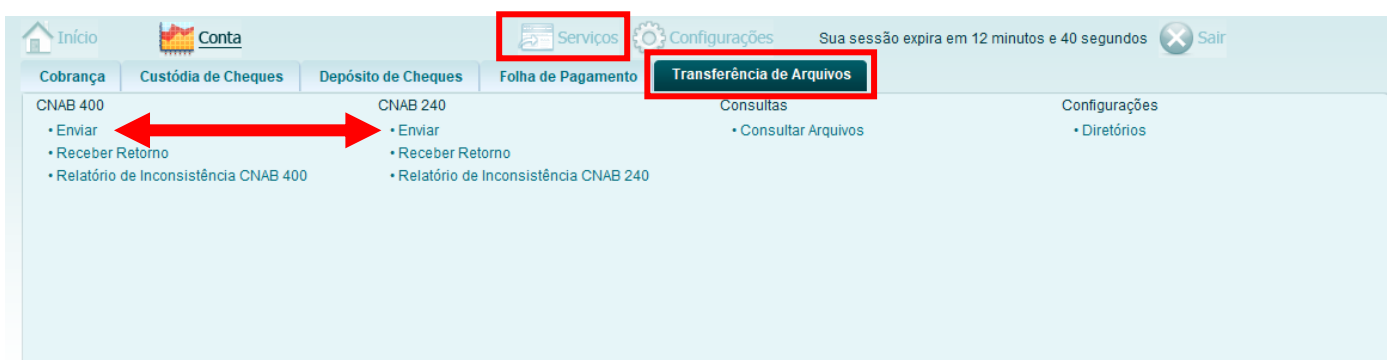 Início Conta Serviços Configurações Sua sessão expira em 12 minutos e 40 segundos Sair
Cobrança Custódia de Cheques Depósito de Cheques Folha de Pagamento Transferência de Arquivos
CNAB 400 CNAB 240 Consultas Configurações
• Enviar • Enviar • Consultar Arquivos • Diretórios
• Receber Retorno • Receber Retorno
• Relatório de Inconsistência CNAB 400 • Relatório de Inconsistência CNAB 240